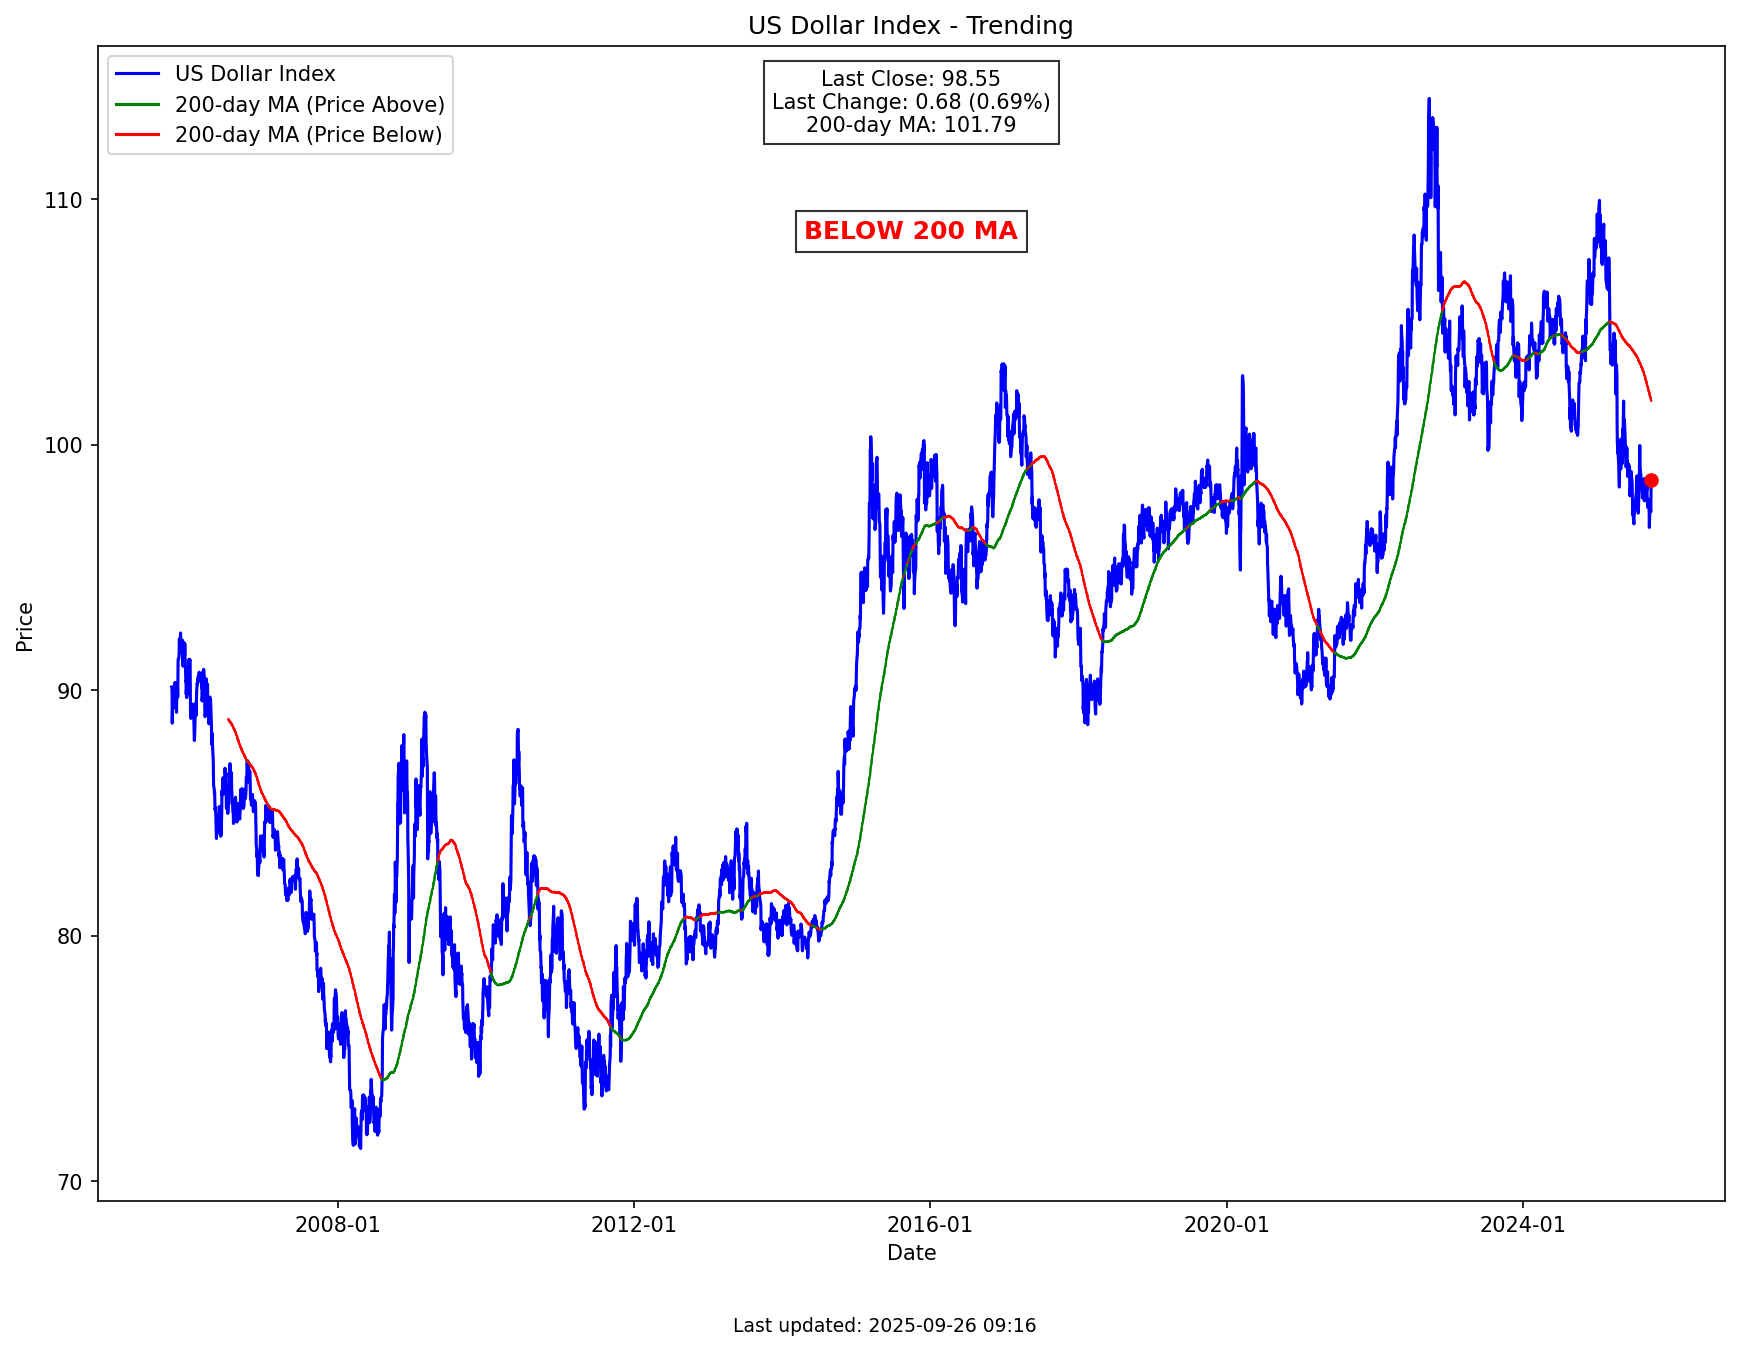 US Dollar Index - Trending
US Dollar Index
200-day MA (Price Above)
200-day MA (Price Below)
Last Close: 98.55
Last Change: 0.68 (0.69%)
200-day MA: 101.79
BELOW 200 MA
Price
110
100
90
80
70
2008-01
2012-01
2016-01
2020-01
2024-01
Date
Last updated: 2025-09-26 09:16